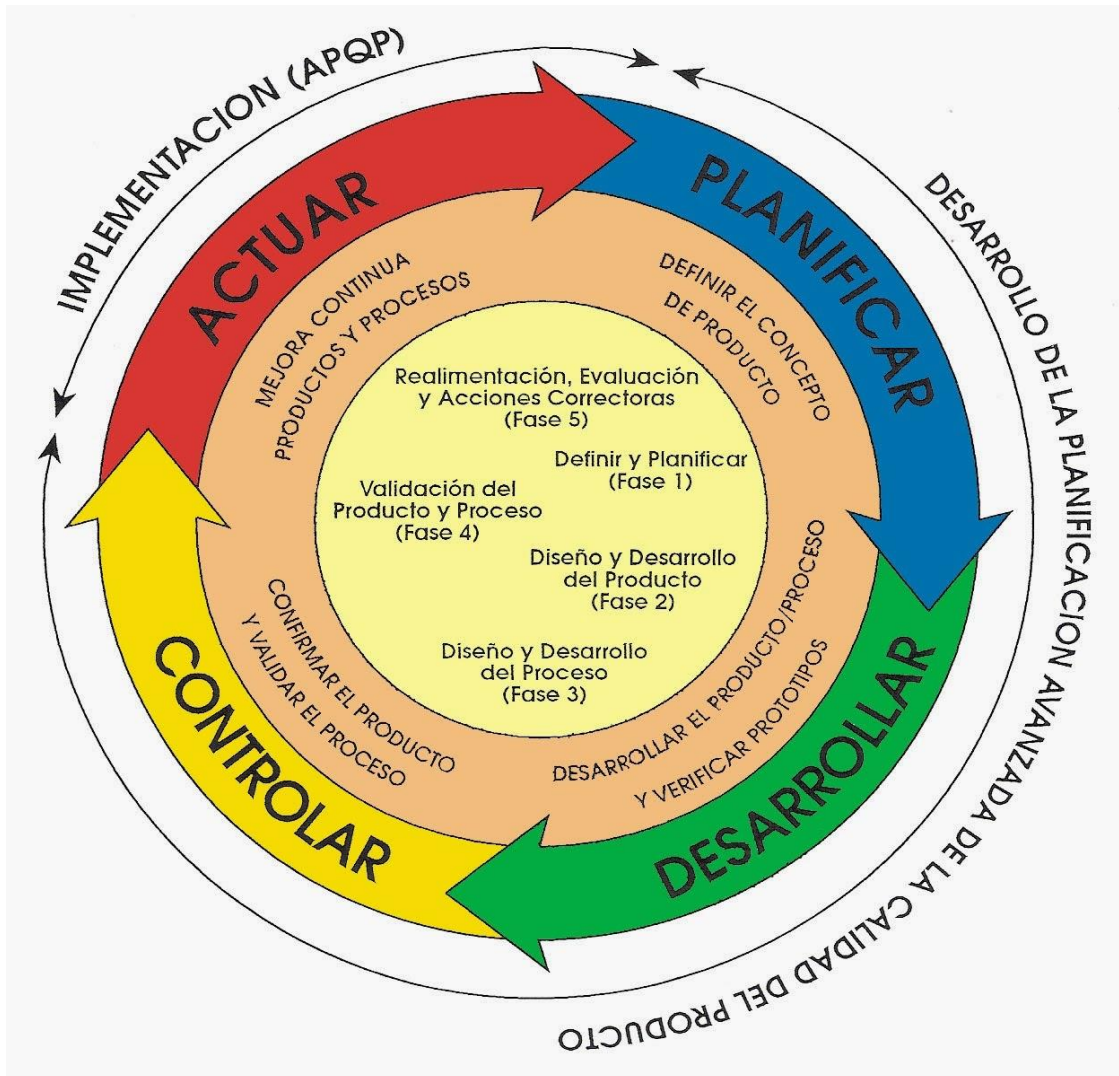 IMPLEMENTACION (APQP)
DESARROLLO DE LA PLANIFICACION AVANZADA DE LA CALIDAD DEL PRODUCTO
ACTUAR
PLANIFICAR
DESARROLLAR
CONTROLAR
MEJORA CONTINUA
PRODUCTOS Y PROCESOS
DEFINIR EL CONCEPTO
DE PRODUCTO
DESARROLLAR EL PRODUCTO/PROCESO
Y VERIFICAR PROTOTIPOS
CONFIRMAR EL PRODUCTO
Y VALIDAR EL PROCESO
Realimentación, Evaluación
y Acciones Correctoras
(Fase 5)
Definir y Planificar
(Fase 1)
Validación del
Producto y Proceso
(Fase 4)
Diseño y Desarrollo
del Producto
(Fase 2)
Diseño y Desarrollo
del Proceso
(Fase 3)